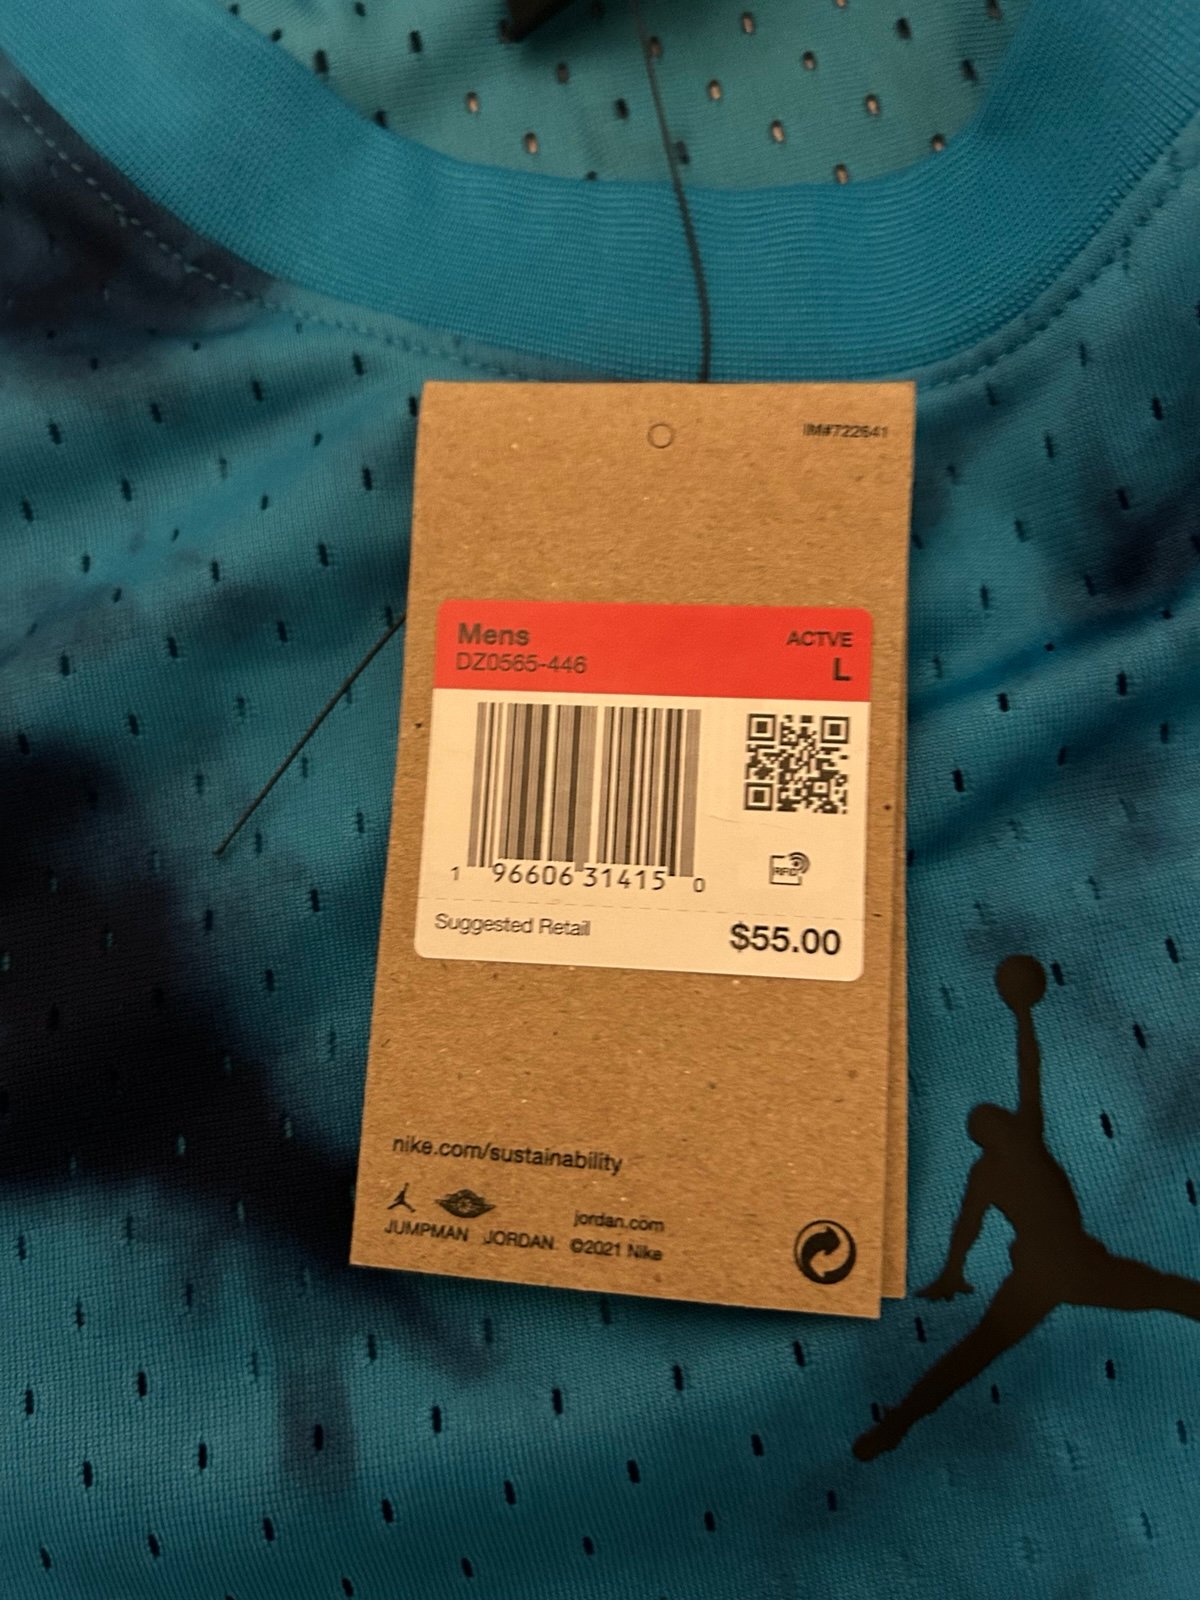 IM#722641
Mens
ACTVE
DZ0565-446
L
RFID
1 96606 31415 0
Suggested Retail
$55.00
nike.com/sustainability
jordan.com
JUMPMAN JORDAN ©2021 Nike